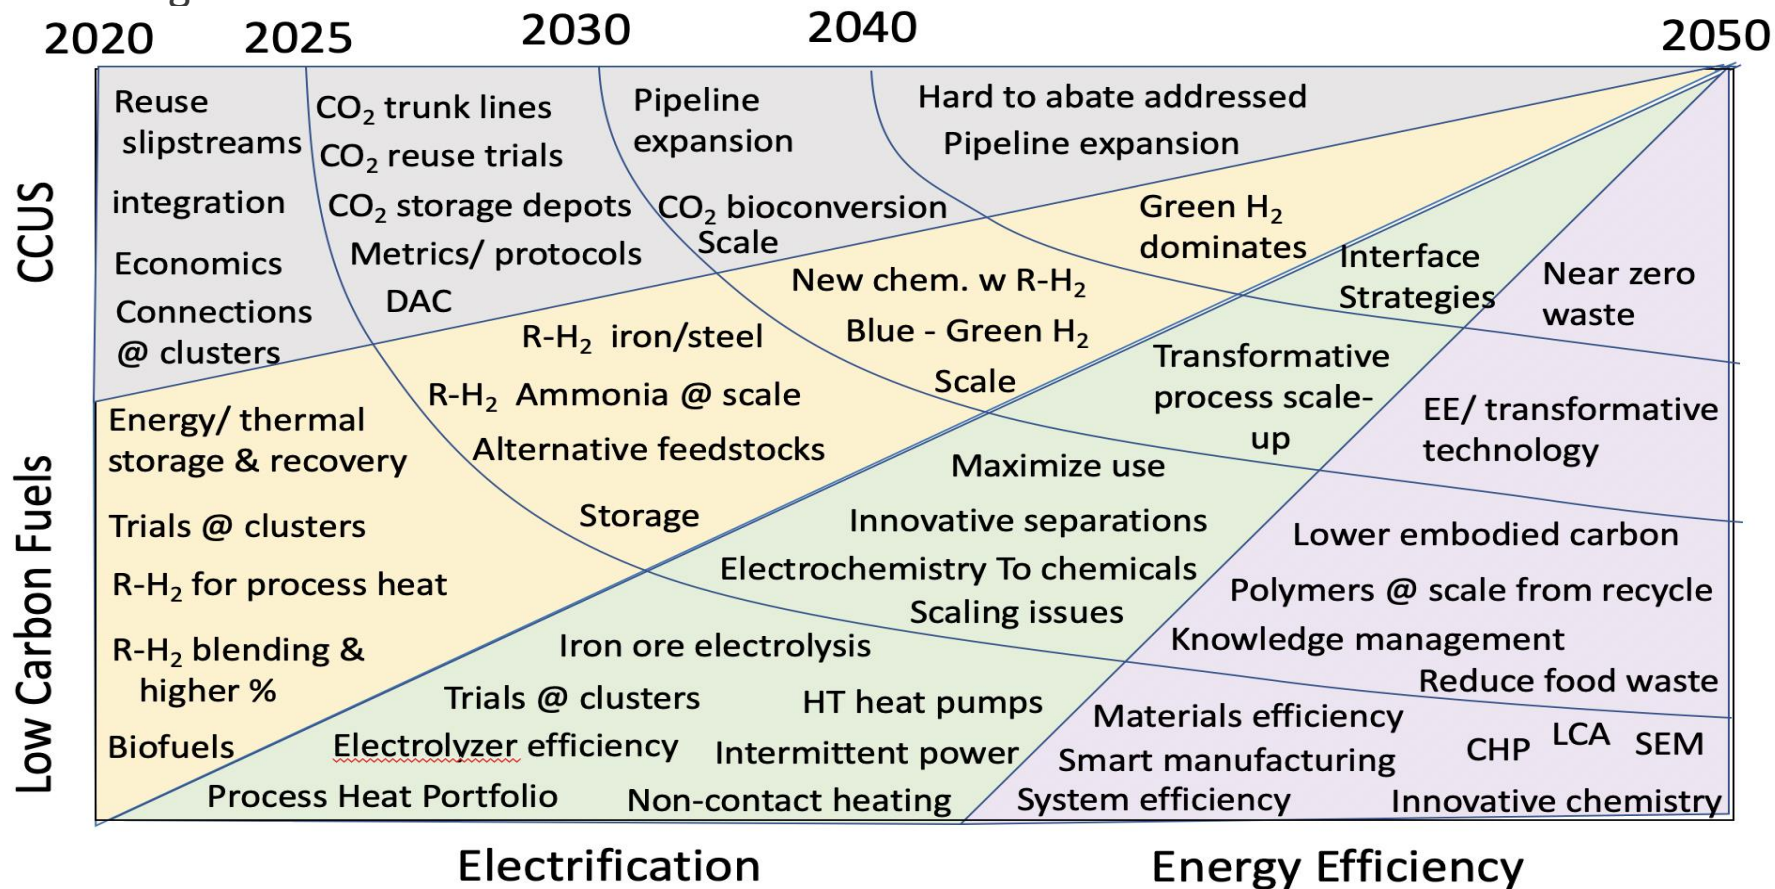 2020 2025 2030 2040 2050
CCUS
Reuse
slipstreams
integration
Economics
Connections
@ clusters
CO₂ trunk lines
CO₂ reuse trials
CO₂ storage depots
Metrics/ protocols
DAC
Pipeline
expansion
CO₂ bioconversion
Scale
Hard to abate addressed
Pipeline expansion
Low Carbon Fuels
Energy/ thermal
storage & recovery
Trials @ clusters
R-H₂ for process heat
R-H₂ blending &
higher %
Biofuels
R-H₂ iron/steel
R-H₂ Ammonia @ scale
Alternative feedstocks
Storage
New chem. w R-H₂
Blue - Green H₂
Scale
Green H₂
dominates
Iron ore electrolysis
Trials @ clusters
HT heat pumps
Electrolyzer efficiency
Intermittent power
Process Heat Portfolio
Non-contact heating
Maximize use
Innovative separations
Electrochemistry To chemicals
Scaling issues
Transformative
process scale-
up
Interface
Strategies
Near zero
waste
EE/ transformative
technology
Lower embodied carbon
Polymers @ scale from recycle
Knowledge management
Reduce food waste
Materials efficiency
CHP LCA SEM
Smart manufacturing
System efficiency
Innovative chemistry
Electrification
Energy Efficiency